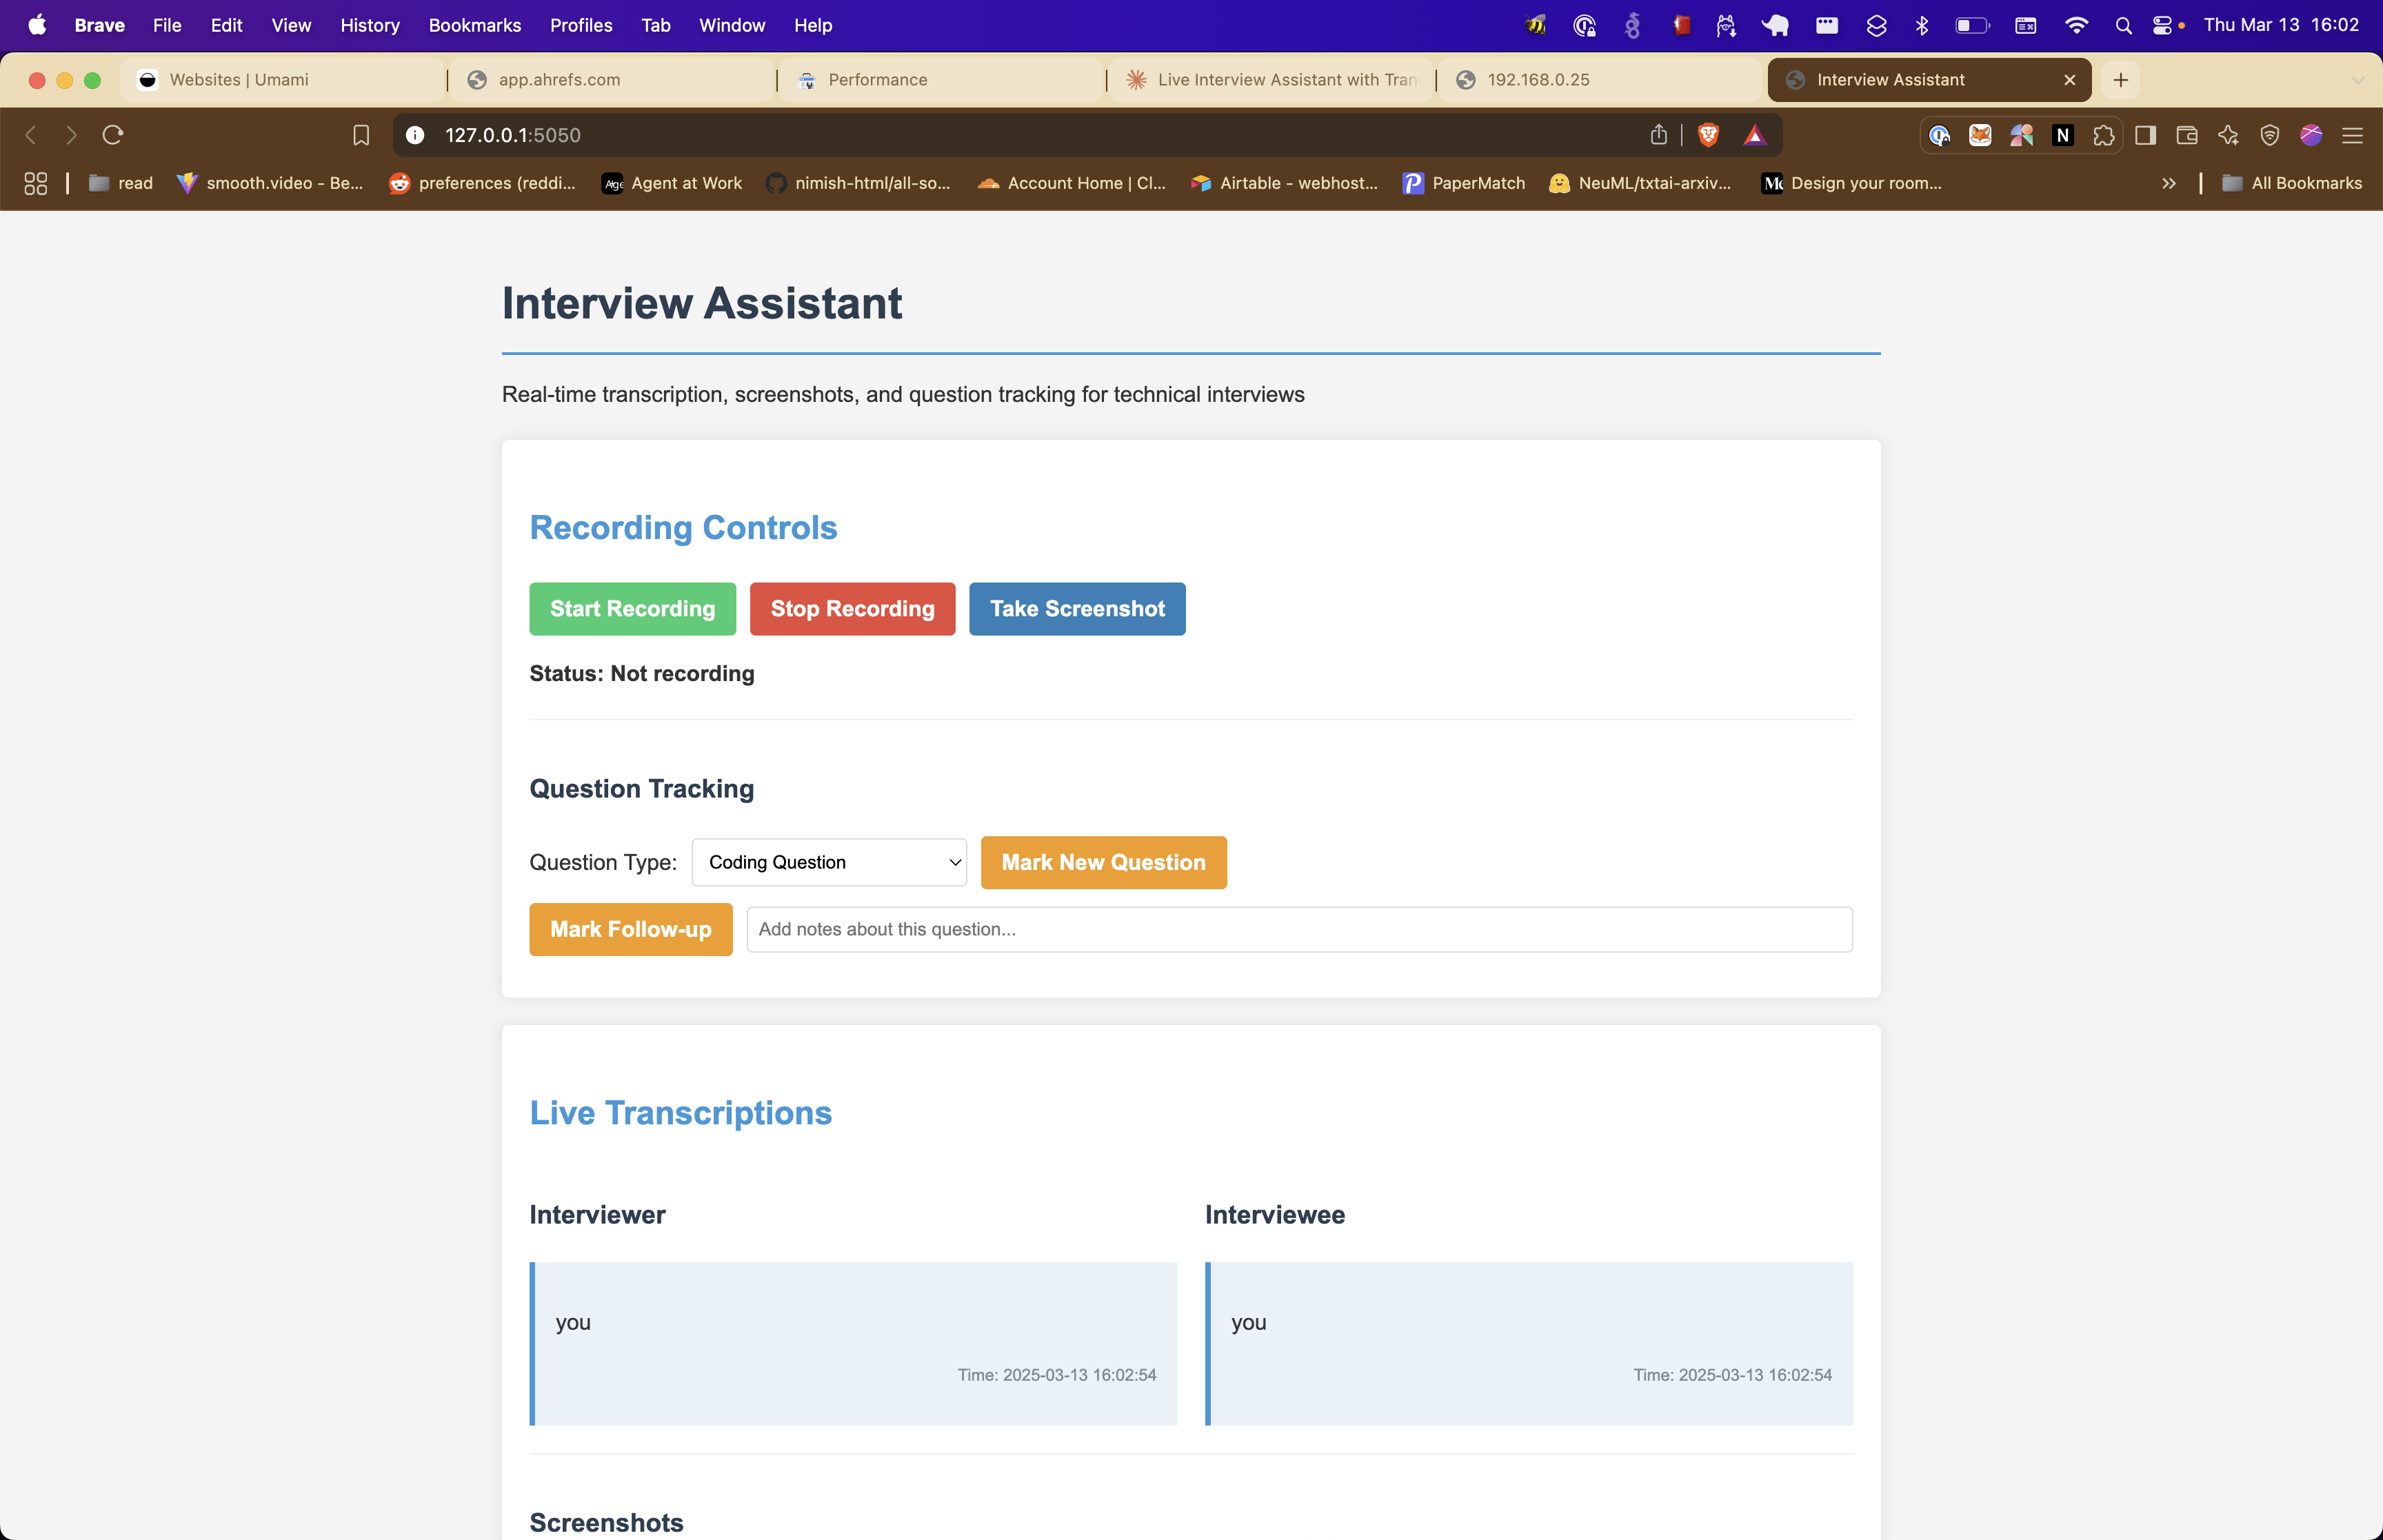 Brave File Edit View History Bookmarks Profiles Tab Window Help Thu Mar 13 16:02
Websites | Umami app.ahrefs.com Performance Live Interview Assistant with Tran 192.168.0.25 Interview Assistant
127.0.0.1:5050
read smooth.video - Be... preferences (reddi... Agent at Work nimish-html/all-so... Account Home | Cl... Airtable - webhost... PaperMatch NeuML/txtai-arxiv... Design your room... All Bookmarks
Interview Assistant
Real-time transcription, screenshots, and question tracking for technical interviews
Recording Controls
Start Recording Stop Recording Take Screenshot
Status: Not recording
Question Tracking
Question Type: Coding Question Mark New Question
Mark Follow-up Add notes about this question...
Live Transcriptions
Interviewer Interviewee
you you
Time: 2025-03-13 16:02:54 Time: 2025-03-13 16:02:54
Screenshots